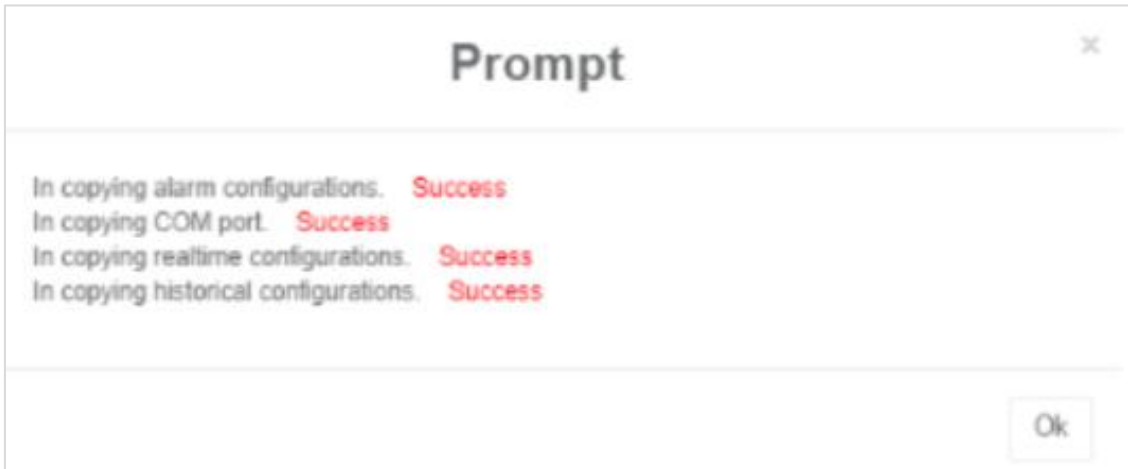 Prompt
×
In copying alarm configurations. Success
In copying COM port. Success
In copying realtime configurations. Success
In copying historical configurations. Success
Ok